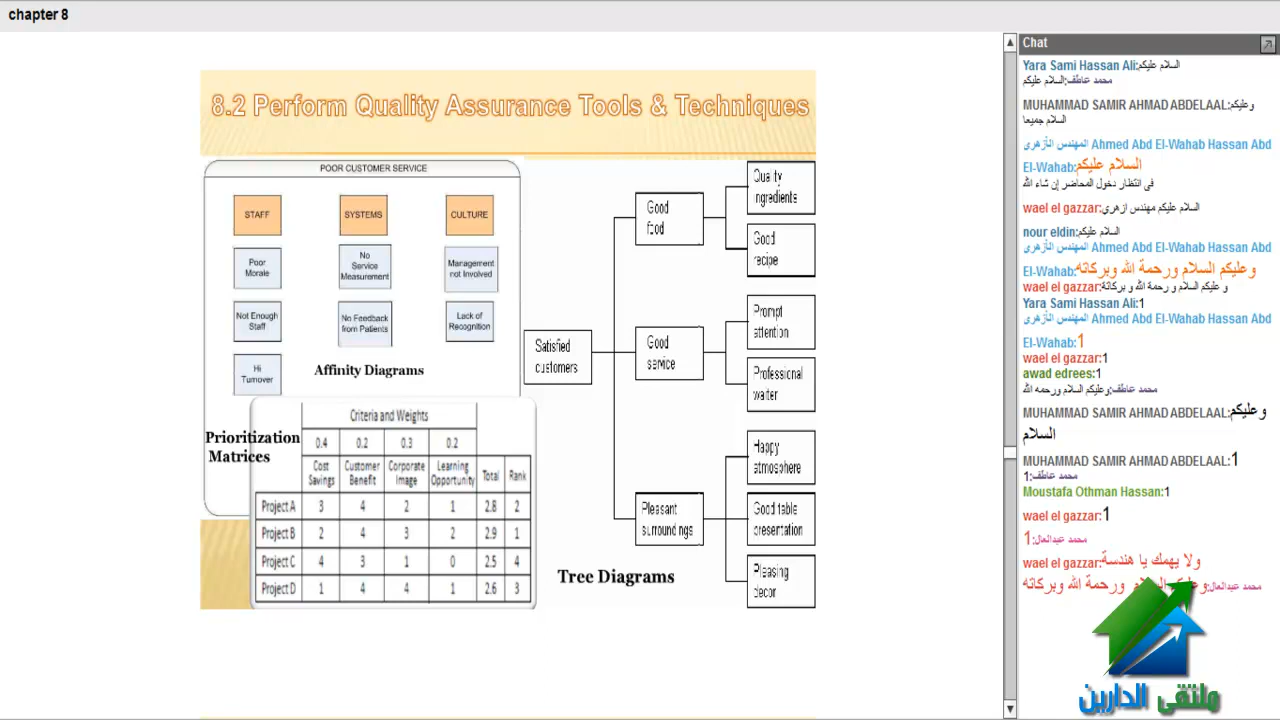 chapter 8
8.2 Perform Quality Assurance Tools & Techniques
POOR CUSTOMER SERVICE
STAFF
SYSTEMS
CULTURE
Poor
Morale
No
Service
Measurement
Management
not Involved
Not Enough
Staff
No Feedback
from Patients
Lack of
Recognition
Hi
Turnover
Affinity Diagrams
Prioritization
Matrices
Criteria and Weights
0.4 0.2 0.3 0.2
Cost Savings Customer Benefit Corporate Image Learning Opportunity Total Rank
Project A 3 4 2 1 2.8 2
Project B 2 4 3 2 2.9 1
Project C 4 3 1 0 2.5 4
Project D 1 4 4 1 2.6 3
Satisfied
customers
Good
food
Good
service
Pleasant
surroundings
Quality
ingredients
Good
recipe
Prompt
attention
Professional
waiter
Happy
atmosphere
Good table
presentation
Pleasing
decor
Tree Diagrams
Chat
Yara Sami Hassan Ali:السلام عليكم
محمد عاطف:السلام عليكم
MUHAMMAD SAMIR AHMAD ABDELAAL:وعليكم
السلام جميعا
المهندس الأزهرى Ahmed Abd El-Wahab Hassan Abd
El-Wahab:السلام عليكم
فى انتظار دخول المحاضر إن شاء الله
wael el gazzar:السلام عليكم مهندس ازهري
nour eldin:السلام عليكم
المهندس الأزهرى Ahmed Abd El-Wahab Hassan Abd
El-Wahab:وعليكم السلام ورحمة الله وبركاته
wael el gazzar:و عليكم السلام و رحمة الله و بركاتة
Yara Sami Hassan Ali:1
المهندس الأزهرى Ahmed Abd El-Wahab Hassan Abd
El-Wahab:1
wael el gazzar:1
awad edrees:1
محمد عاطف:وعليكم السلام ورحمه الله
MUHAMMAD SAMIR AHMAD ABDELAAL:وعليكم
السلام
MUHAMMAD SAMIR AHMAD ABDELAAL:1
محمد عاطف:1
Moustafa Othman Hassan:1
wael el gazzar:1
محمد عبدالعال:1
wael el gazzar:ولا يهمك يا هندسة
محمد عبدالعال:وعليكم السلام ورحمة الله وبركاته
ملتقى الدارين